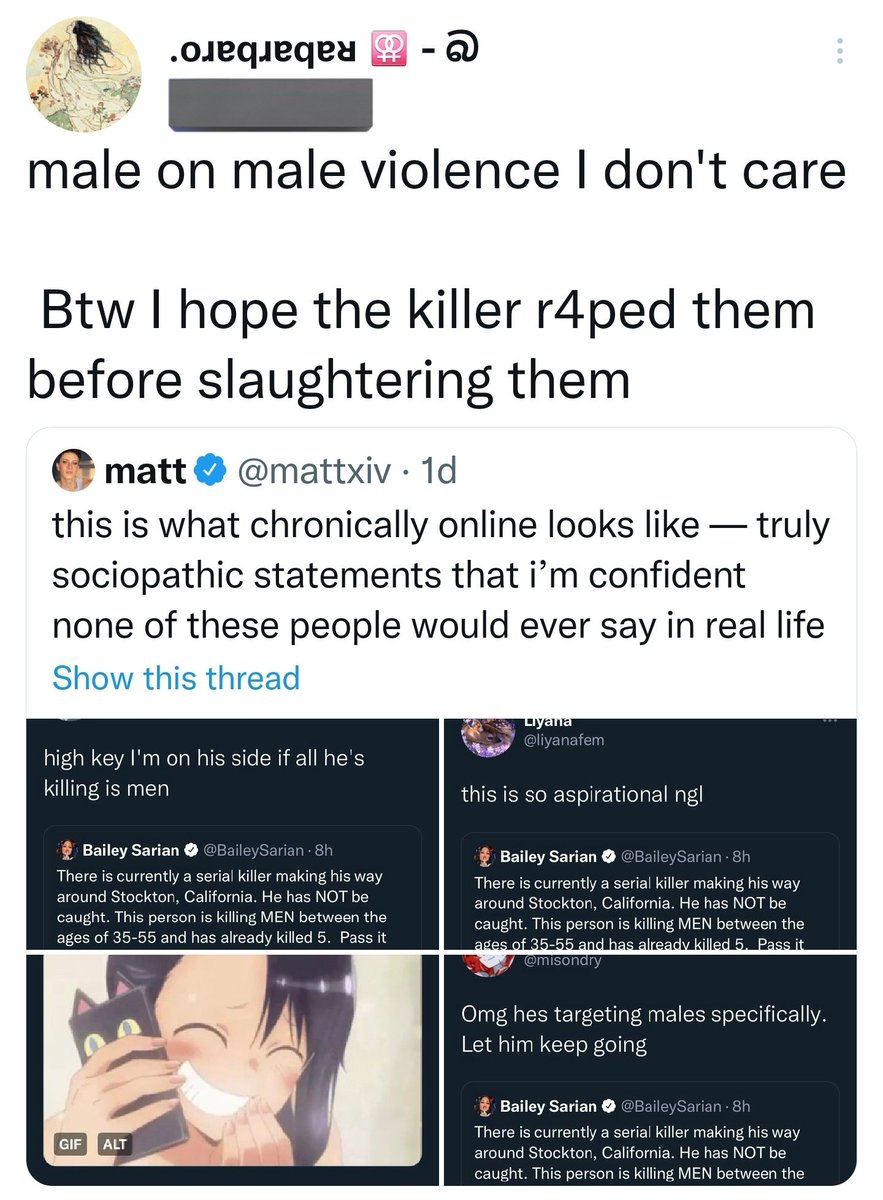 .oɹɐqɹɐqɐɹ 🚺 - බ
male on male violence I don't care
Btw I hope the killer r4ped them
before slaughtering them
matt @mattxiv · 1d
this is what chronically online looks like — truly
sociopathic statements that i’m confident
none of these people would ever say in real life
Show this thread
high key I'm on his side if all he's
killing is men
Bailey Sarian @BaileySarian · 8h
There is currently a serial killer making his way
around Stockton, California. He has NOT be
caught. This person is killing MEN between the
ages of 35-55 and has already killed 5. Pass it
Liyana
@liyanafem
this is so aspirational ngl
Bailey Sarian @BaileySarian · 8h
There is currently a serial killer making his way
around Stockton, California. He has NOT be
caught. This person is killing MEN between the
ages of 35-55 and has already killed 5. Pass it
GIF ALT
@misondry
Omg hes targeting males specifically.
Let him keep going
Bailey Sarian @BaileySarian · 8h
There is currently a serial killer making his way
around Stockton, California. He has NOT be
caught. This person is killing MEN between the